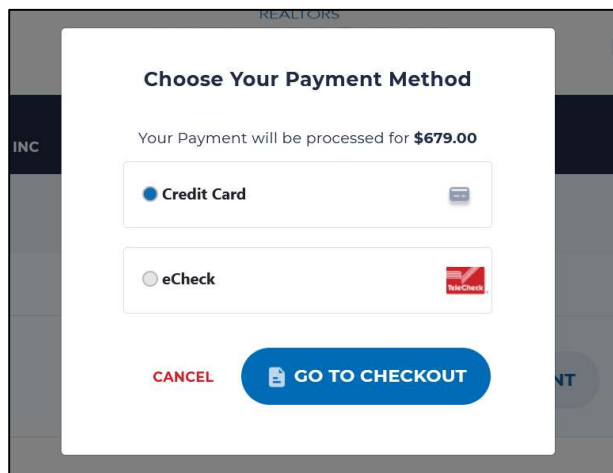 REALTORS
Choose Your Payment Method
INC
Your Payment will be processed for $679.00
Credit Card
eCheck
TeleCheck
CANCEL
GO TO CHECKOUT
NT